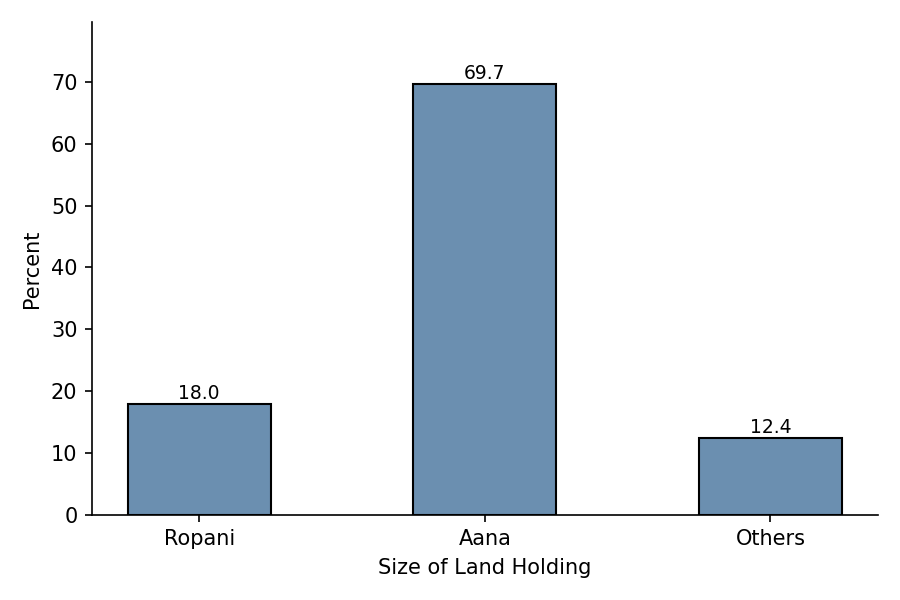 70
60
50
40
30
20
10
0
Percent
18.0
69.7
12.4
Ropani
Aana
Others
Size of Land Holding